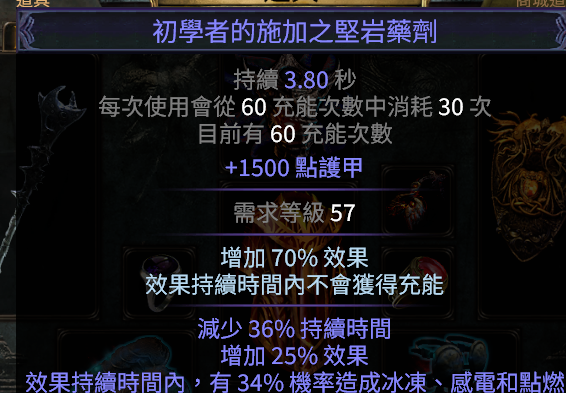 道具
商城道
初學者的施加之堅岩藥劑
持續 3.80 秒
每次使用會從 60 充能次數中消耗 30 次
目前有 60 充能次數
+1500 點護甲
需求等級 57
增加 70% 效果
效果持續時間內不會獲得充能
減少 36% 持續時間
增加 25% 效果
效果持續時間內，有 34% 機率造成冰凍、感電和點燃